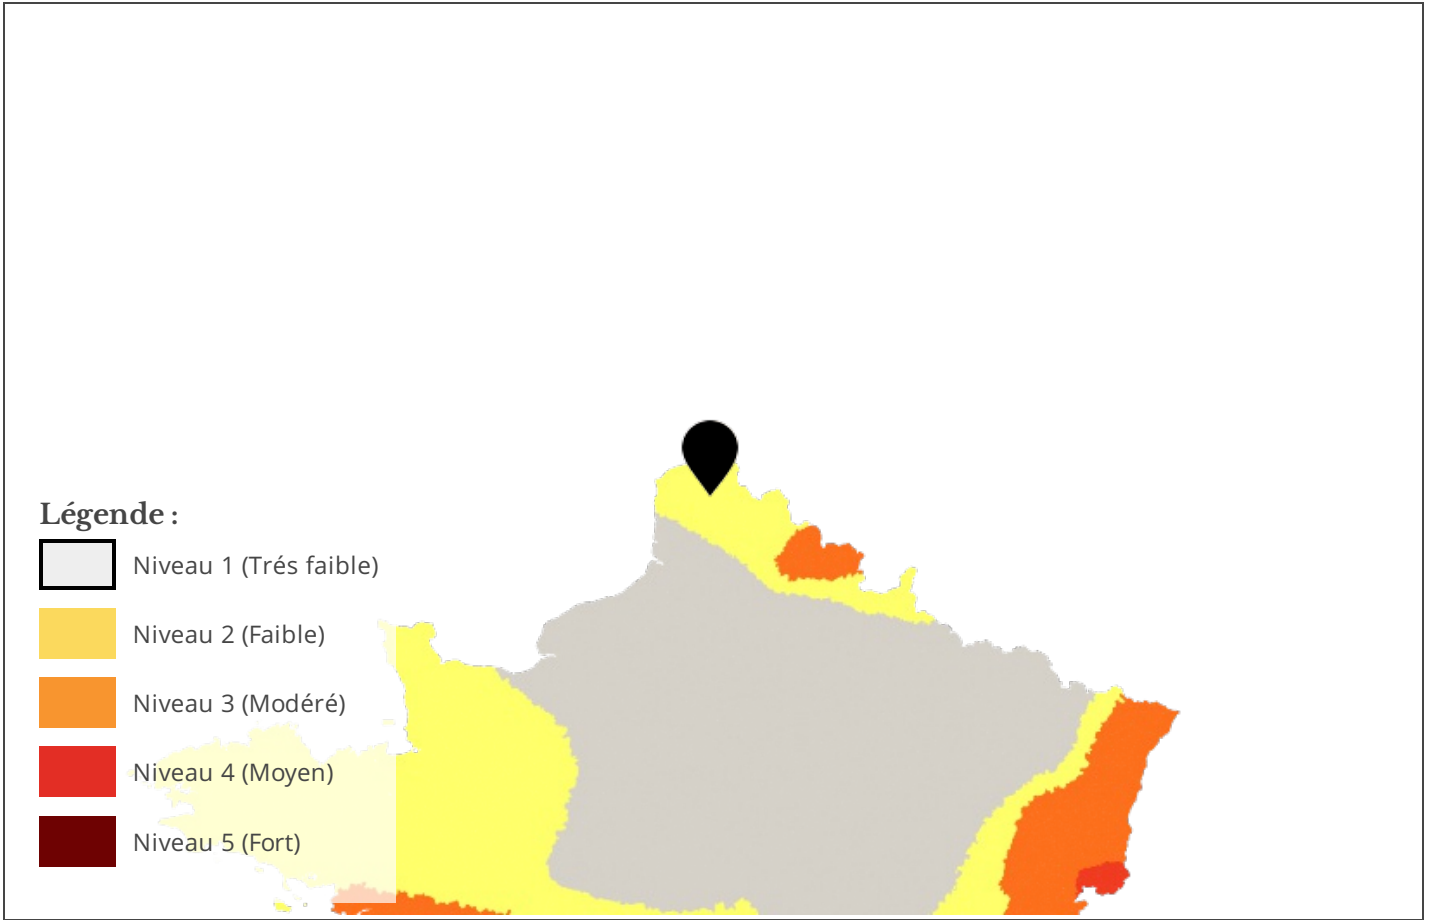 Légende :
Niveau 1 (Trés faible)
Niveau 2 (Faible)
Niveau 3 (Modéré)
Niveau 4 (Moyen)
Niveau 5 (Fort)